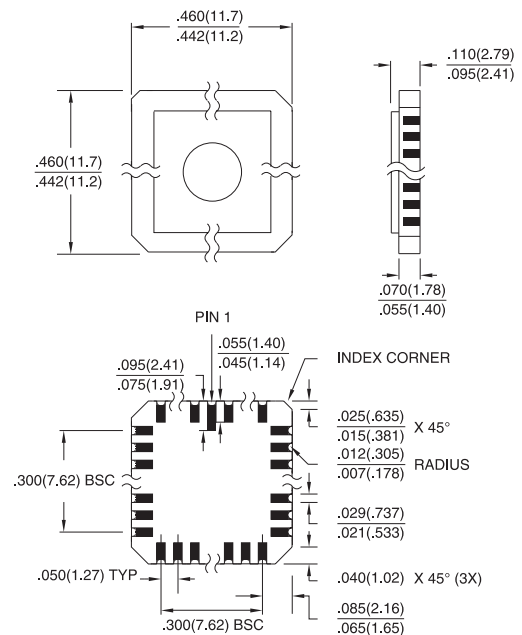 .460(11.7)
.442(11.2)
.110(2.79)
.095(2.41)
.460(11.7)
.442(11.2)
.070(1.78)
.055(1.40)
PIN 1
.055(1.40)
.045(1.14)
INDEX CORNER
.095(2.41)
.075(1.91)
.025(.635)
.015(.381)
X 45°
.012(.305)
.007(.178)
RADIUS
.300(7.62) BSC
.029(.737)
.021(.533)
.050(1.27) TYP
.040(1.02) X 45° (3X)
.300(7.62) BSC
.085(2.16)
.065(1.65)